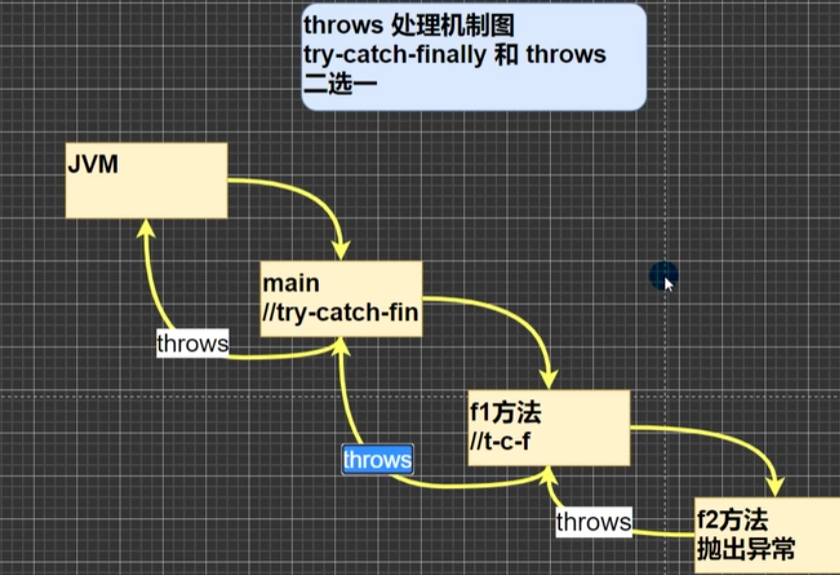 throws 处理机制图
try-catch-finally 和 throws
二选一
JVM
main
//try-catch-fin
throws
f1方法
//t-c-f
throws
throws
f2方法
抛出异常